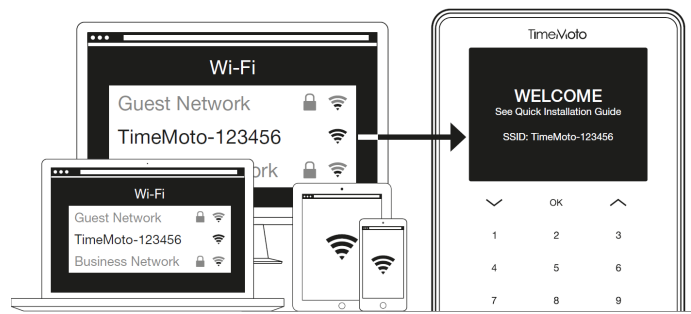 Wi-Fi
Guest Network
TimeMoto-123456
ork
Wi-Fi
Guest Network
TimeMoto-123456
Business Network
TimeMoto
WELCOME
See Quick Installation Guide
SSID: TimeMoto-123456
OK
1 2 3
4 5 6
7 8 9